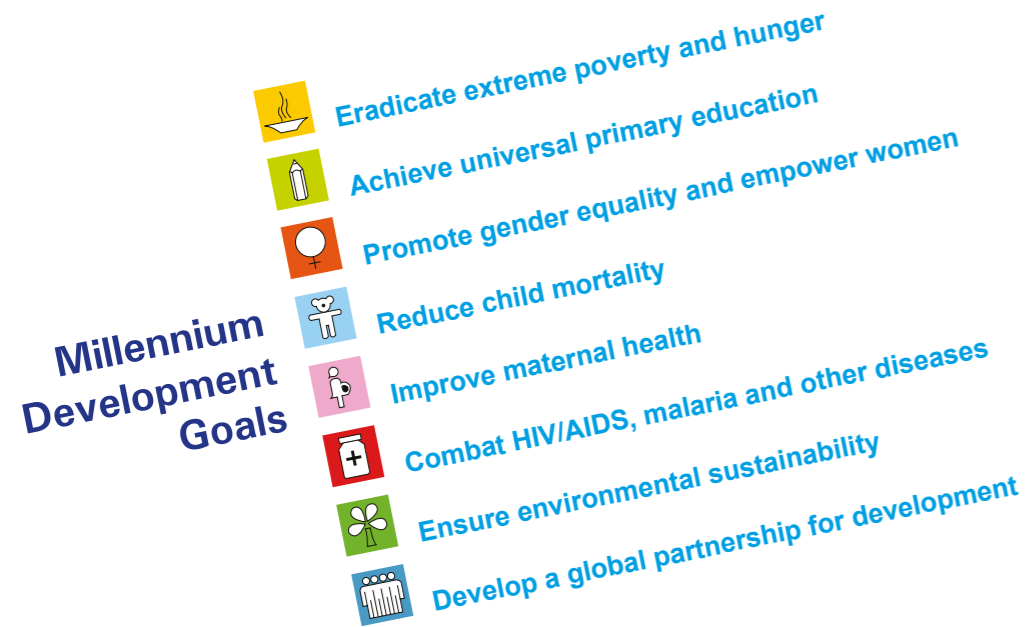 Millennium
Development
Goals
Eradicate extreme poverty and hunger
Achieve universal primary education
Promote gender equality and empower women
Reduce child mortality
Improve maternal health
Combat HIV/AIDS, malaria and other diseases
Ensure environmental sustainability
Develop a global partnership for development